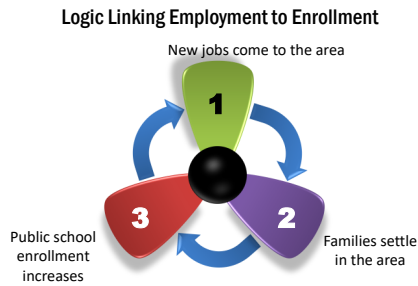 Logic Linking Employment to Enrollment
New jobs come to the area
1
2
Families settle
in the area
3
Public school
enrollment
increases